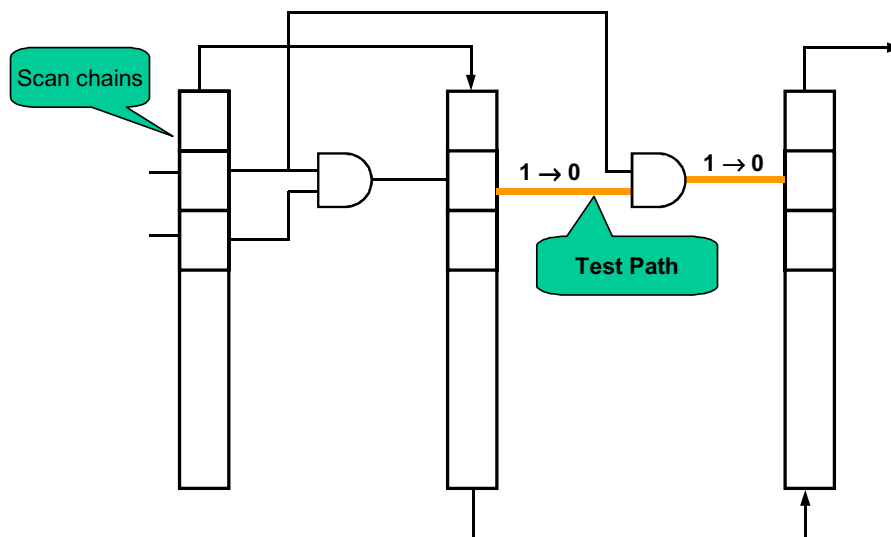 Scan chains
1 → 0
1 → 0
Test Path